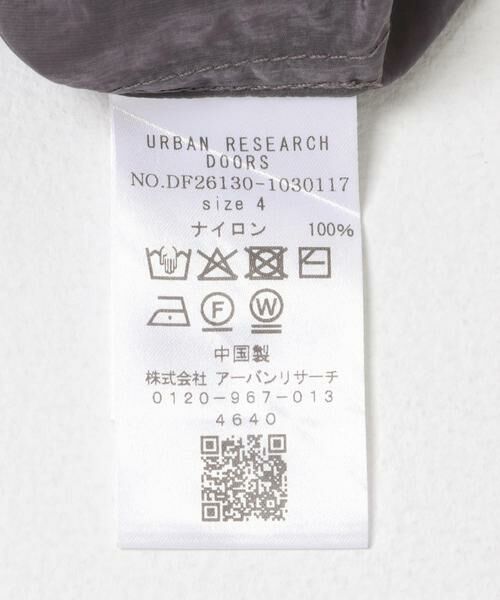 URBAN RESEARCH
DOORS
NO.DF26130-1030117
size 4
ナイロン 100%
F W
中国製
株式会社 アーバンリサーチ
0120-967-013
4640